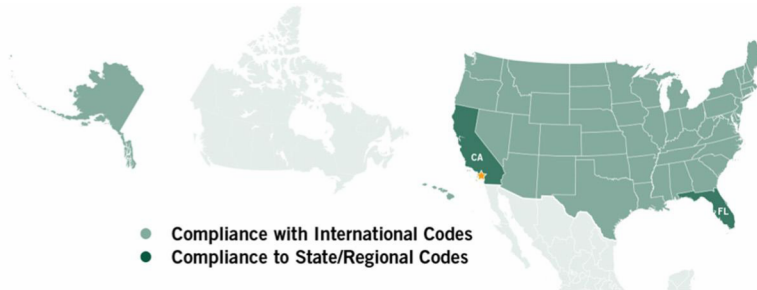 CA
FL
Compliance with International Codes
Compliance to State/Regional Codes